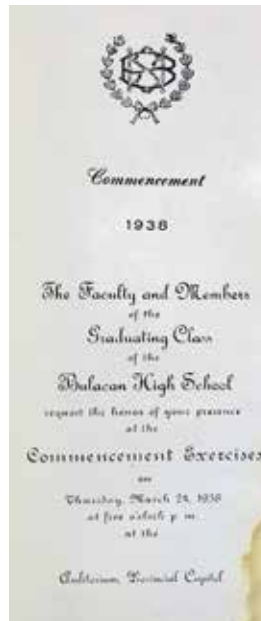 Commencement
1938
The Faculty and Members
of the
Graduating Class
of the
Bulacan High School
request the honor of your presence
at the
Commencement Exercises
on
Thursday, March 24, 1938
at five o'clock p. m.
at the
Auditorium, Provincial Capitol